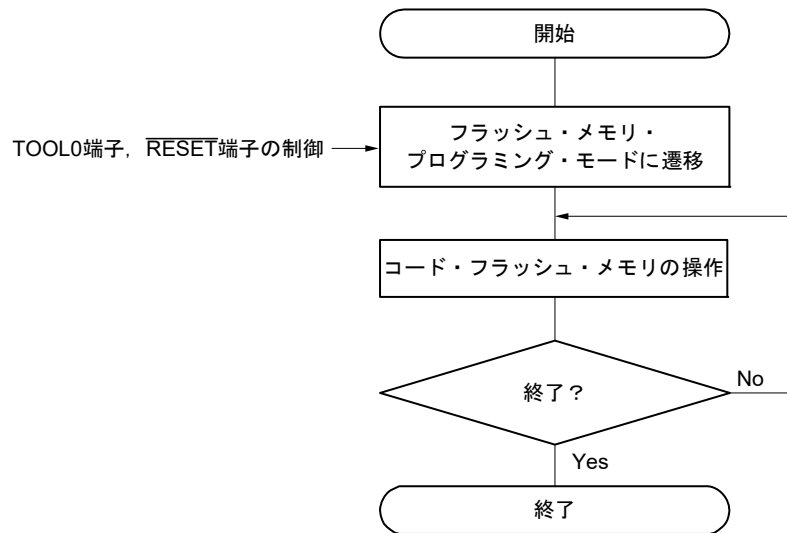 開始
TOOL0端子，RESET端子の制御
フラッシュ・メモリ・
プログラミング・モードに遷移
コード・フラッシュ・メモリの操作
終了？
No
Yes
終了